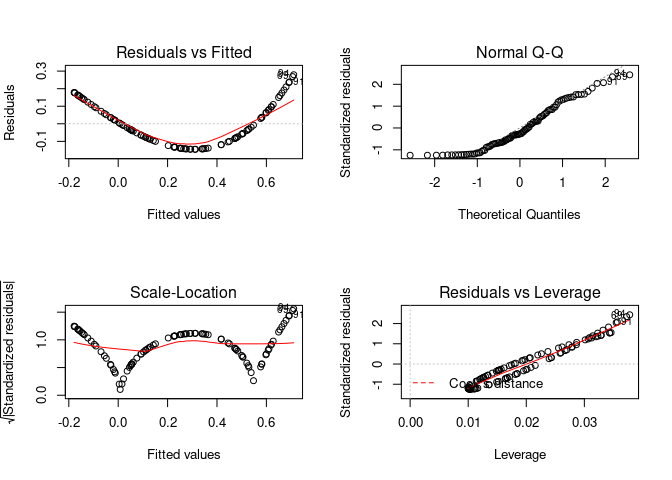 Residuals vs Fitted
Residuals
0.3
0.1
-0.1
-0.2 0.0 0.2 0.4 0.6
Fitted values
Normal Q-Q
Standardized residuals
2
1
0
-1
-2 -1 0 1 2
Theoretical Quantiles
Scale-Location
√|Standardized residuals|
1.0
0.0
-0.2 0.0 0.2 0.4 0.6
Fitted values
Residuals vs Leverage
Standardized residuals
2
1
0
-1
Cook's distance
0.00 0.01 0.02 0.03
Leverage